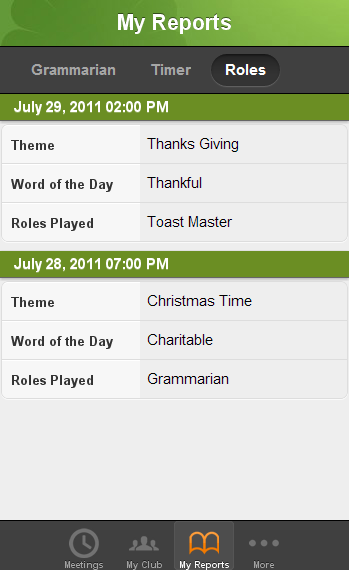 My Reports
Grammarian Timer Roles
July 29, 2011 02:00 PM
Theme Thanks Giving
Word of the Day Thankful
Roles Played Toast Master
July 28, 2011 07:00 PM
Theme Christmas Time
Word of the Day Charitable
Roles Played Grammarian
Meetings My Club My Reports More